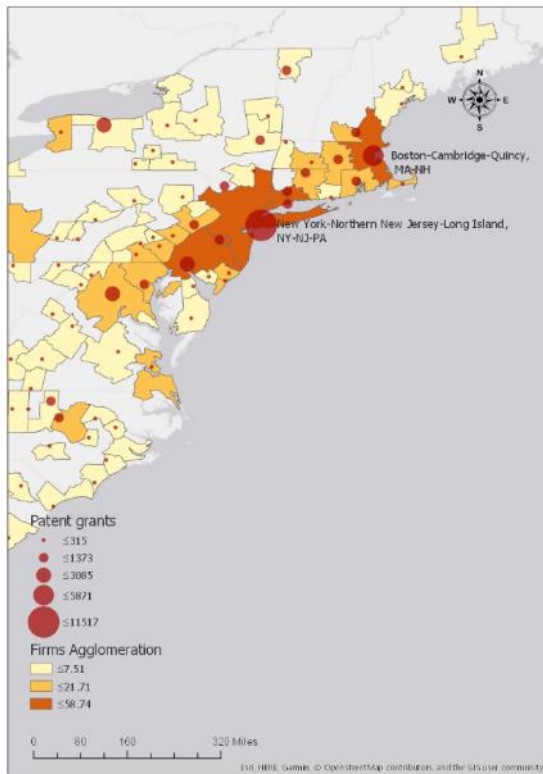 N
W E
S
Boston-Cambridge-Quincy,
MA-NH
New York-Northern New Jersey-Long Island,
NY-NJ-PA
Patent grants
≤315
≤1373
≤3085
≤5871
≤11517
Firms Agglomeration
≤7.51
≤21.71
≤58.74
0 80 160 320 Miles
Esri, HERE, Garmin, © OpenStreetMap contributors, and the GIS user community